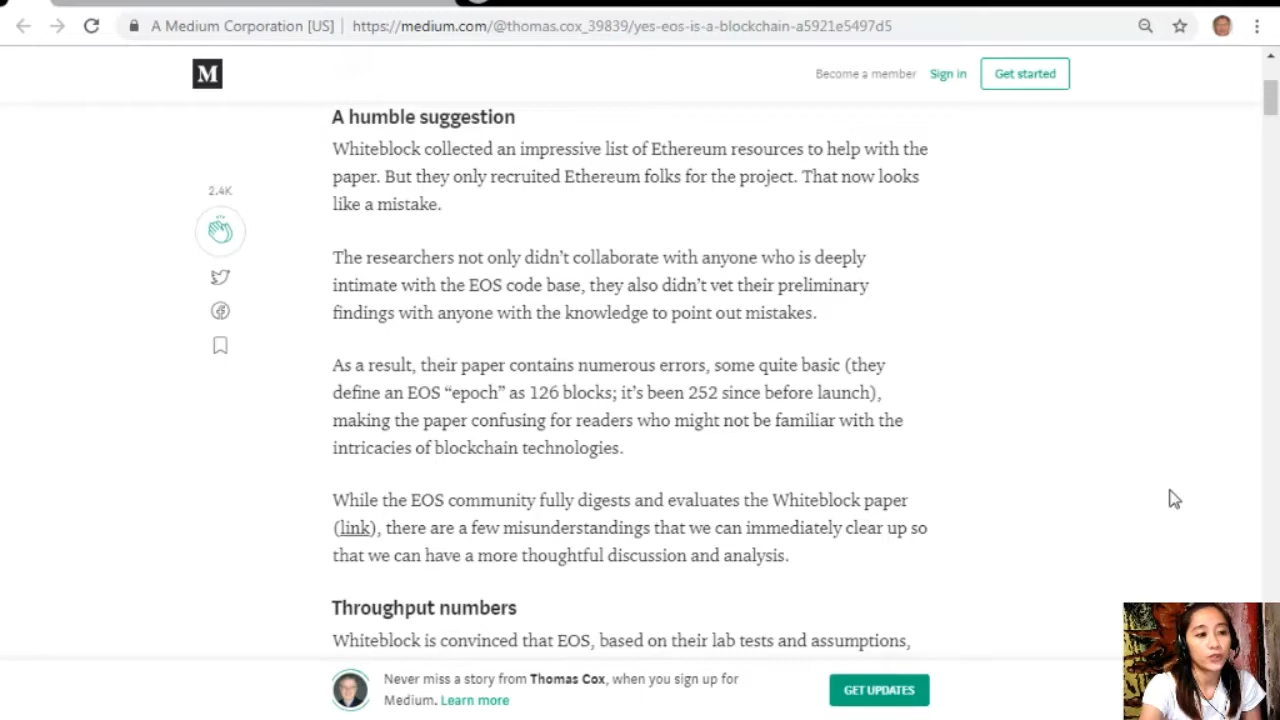 A Medium Corporation [US] | https://medium.com/@thomas.cox_39839/yes-eos-is-a-blockchain-a5921e5497d5
M
Become a member Sign in Get started
A humble suggestion
Whiteblock collected an impressive list of Ethereum resources to help with the
paper. But they only recruited Ethereum folks for the project. That now looks
like a mistake.
2.4K
The researchers not only didn’t collaborate with anyone who is deeply
intimate with the EOS code base, they also didn’t vet their preliminary
findings with anyone with the knowledge to point out mistakes.
As a result, their paper contains numerous errors, some quite basic (they
define an EOS “epoch” as 126 blocks; it’s been 252 since before launch),
making the paper confusing for readers who might not be familiar with the
intricacies of blockchain technologies.
While the EOS community fully digests and evaluates the Whiteblock paper
(link), there are a few misunderstandings that we can immediately clear up so
that we can have a more thoughtful discussion and analysis.
Throughput numbers
Whiteblock is convinced that EOS, based on their lab tests and assumptions,
Never miss a story from Thomas Cox, when you sign up for
Medium. Learn more
GET UPDATES